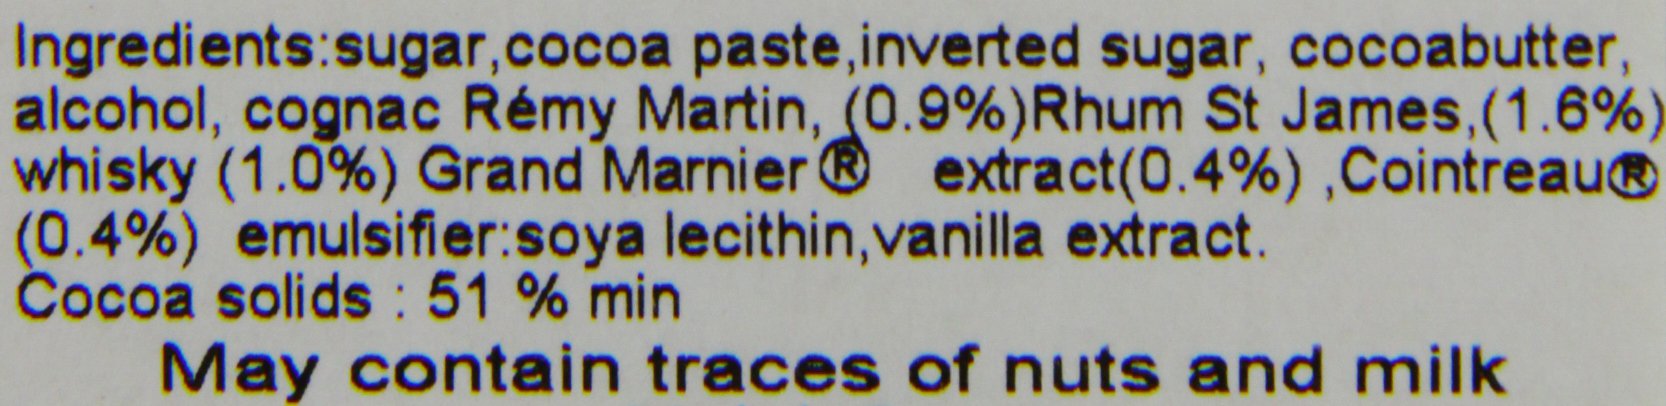 Ingredients:sugar,cocoa paste,inverted sugar, cocoabutter,
alcohol, cognac Rémy Martin, (0.9%)Rhum St James,(1.6%)
whisky (1.0%) Grand Marnier® extract(0.4%) ,Cointreau®
(0.4%) emulsifier:soya lecithin,vanilla extract.
Cocoa solids : 51 % min
May contain traces of nuts and milk